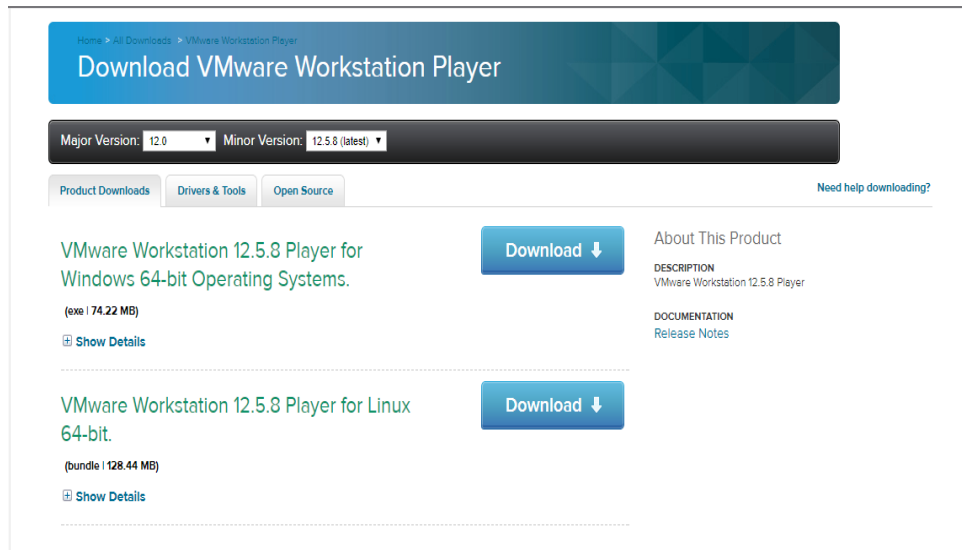 Home > All Downloads > VMware Workstation Player
Download VMware Workstation Player
Major Version: 12.0 Minor Version: 12.5.8 (latest)
Product Downloads Drivers & Tools Open Source Need help downloading?
VMware Workstation 12.5.8 Player for
Windows 64-bit Operating Systems.
(exe | 74.22 MB)
Show Details
Download
VMware Workstation 12.5.8 Player for Linux
64-bit.
(bundle | 128.44 MB)
Show Details
Download
About This Product
DESCRIPTION
VMware Workstation 12.5.8 Player
DOCUMENTATION
Release Notes